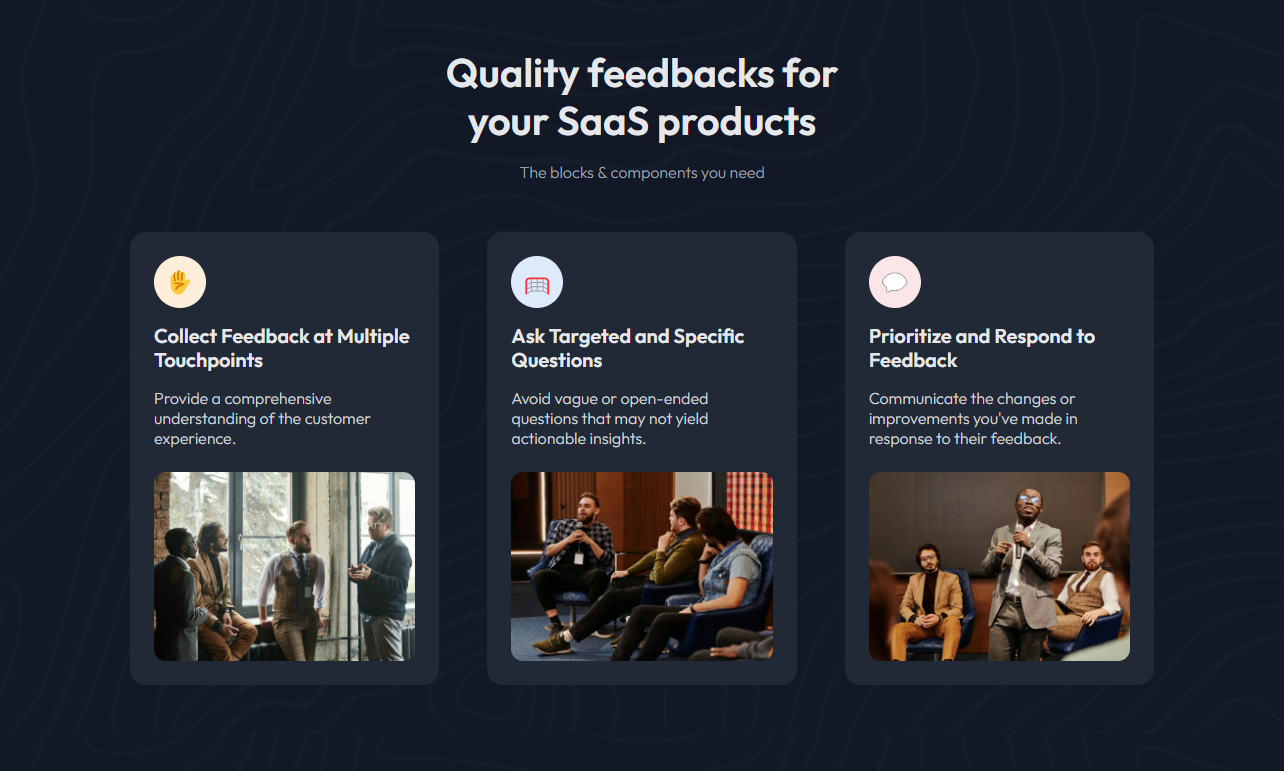 Quality feedbacks for
your SaaS products
The blocks & components you need
Collect Feedback at Multiple
Touchpoints
Provide a comprehensive
understanding of the customer
experience.
Ask Targeted and Specific
Questions
Avoid vague or open-ended
questions that may not yield
actionable insights.
Prioritize and Respond to
Feedback
Communicate the changes or
improvements you've made in
response to their feedback.